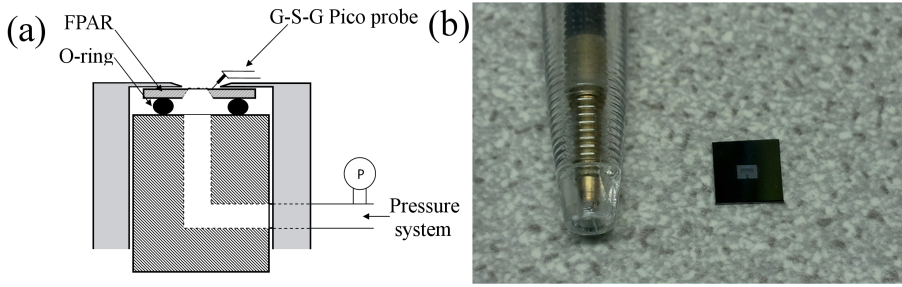 (a)
FPAR
O-ring
G-S-G Pico probe
P
Pressure
system
(b)